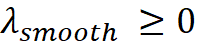 λ_smooth ≥ 0